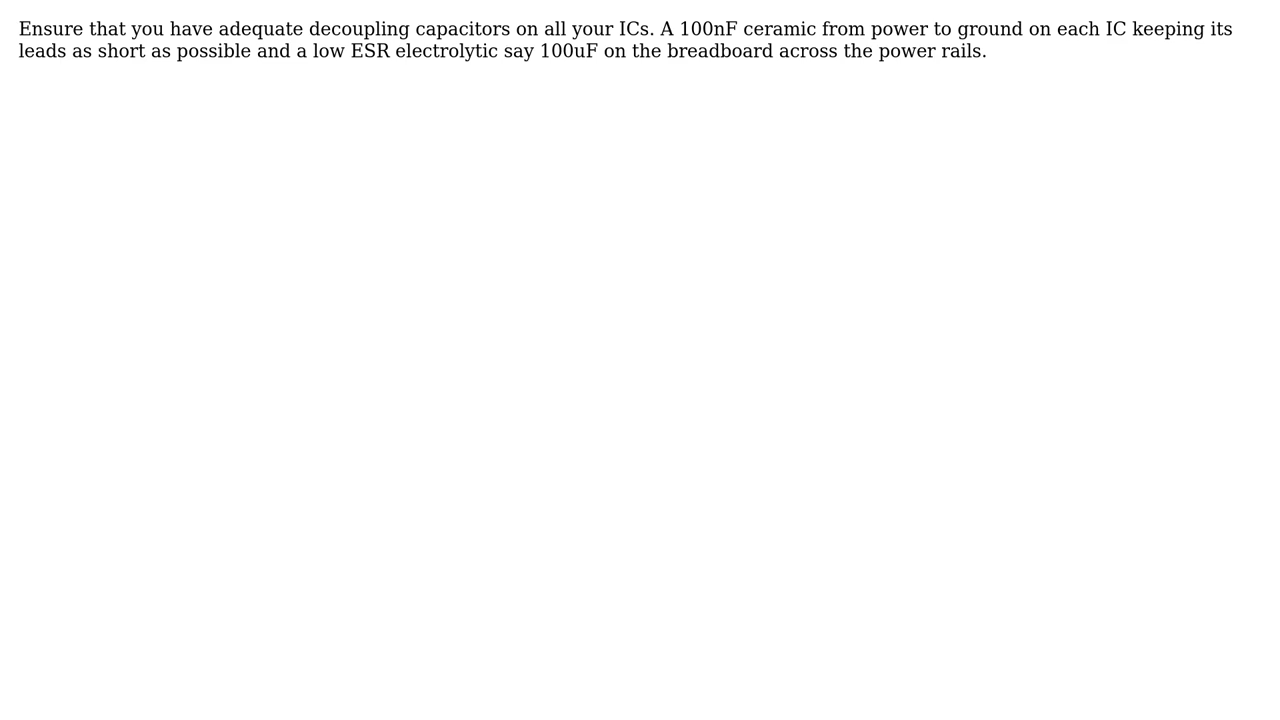 Ensure that you have adequate decoupling capacitors on all your ICs. A 100nF ceramic from power to ground on each IC keeping its
leads as short as possible and a low ESR electrolytic say 100uF on the breadboard across the power rails.